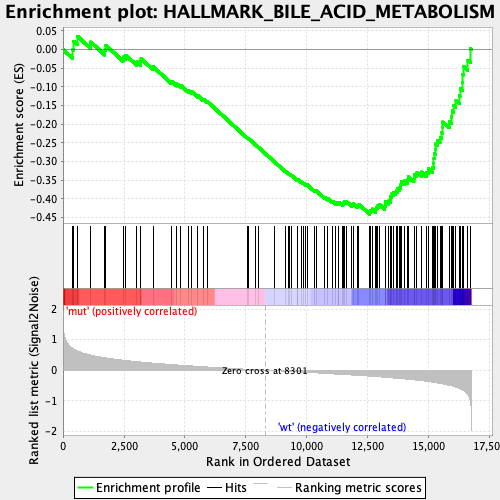 Enrichment plot: HALLMARK_BILE_ACID_METABOLISM
Enrichment score (ES)
0.05
0.00
-0.05
-0.10
-0.15
-0.20
-0.25
-0.30
-0.35
-0.40
-0.45
'mut' (positively correlated)
Ranked list metric (Signal2Noise)
2
1
0
-1
-2
Zero cross at 8301
'wt' (negatively correlated)
0
2,500
5,000
7,500
10,000
12,500
15,000
17,500
Rank in Ordered Dataset
Enrichment profile
Hits
Ranking metric scores